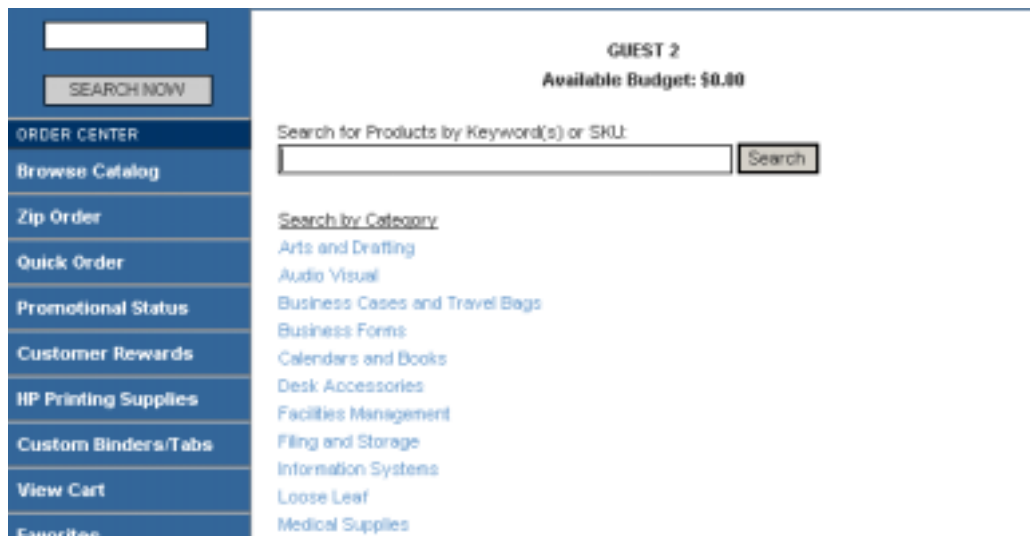 SEARCH NOW
ORDER CENTER
Browse Catalog
Zip Order
Quick Order
Promotional Status
Customer Rewards
HP Printing Supplies
Custom Binders/Tabs
View Cart
Favorites
GUEST 2
Available Budget: $0.00
Search for Products by Keyword(s) or SKU:
Search
Search by Category
Arts and Drafting
Audio Visual
Business Cases and Travel Bags
Business Forms
Calendars and Books
Desk Accessories
Facilities Management
Filing and Storage
Information Systems
Loose Leaf
Medical Supplies